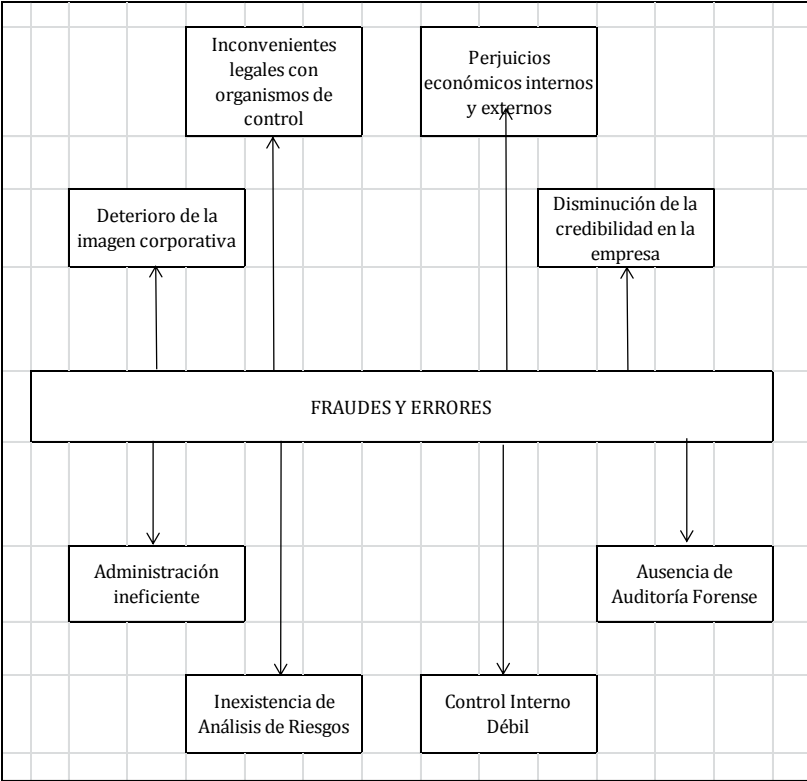 Inconvenientes
legales con
organismos de
control
Perjuicios
económicos internos
y externos
Deterioro de la
imagen corporativa
Disminución de la
credibilidad en la
empresa
FRAUDES Y ERRORES
Administración
ineficiente
Ausencia de
Auditoría Forense
Inexistencia de
Análisis de Riesgos
Control Interno
Débil